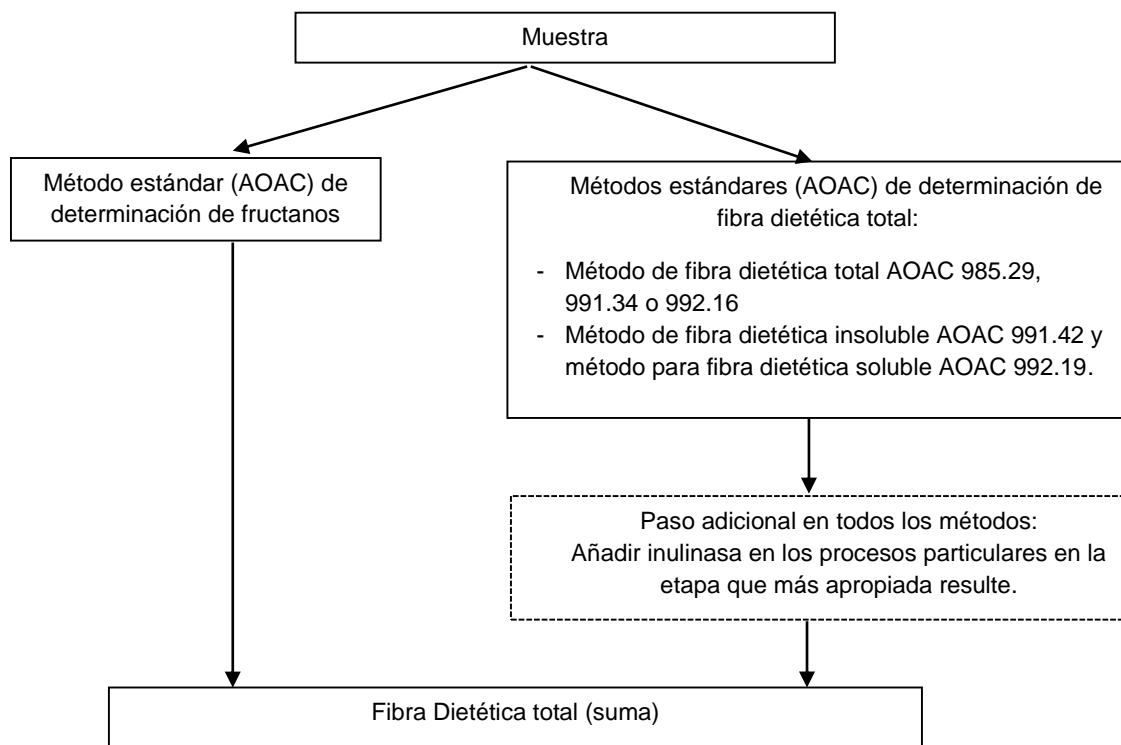 Muestra
Método estándar (AOAC) de
determinación de fructanos
Métodos estándares (AOAC) de determinación de
fibra dietética total:
- Método de fibra dietética total AOAC 985.29,
991.34 o 992.16
- Método de fibra dietética insoluble AOAC 991.42 y
método para fibra dietética soluble AOAC 992.19.
Paso adicional en todos los métodos:
Añadir inulinasa en los procesos particulares en la
etapa que más apropiada resulte.
Fibra Dietética total (suma)